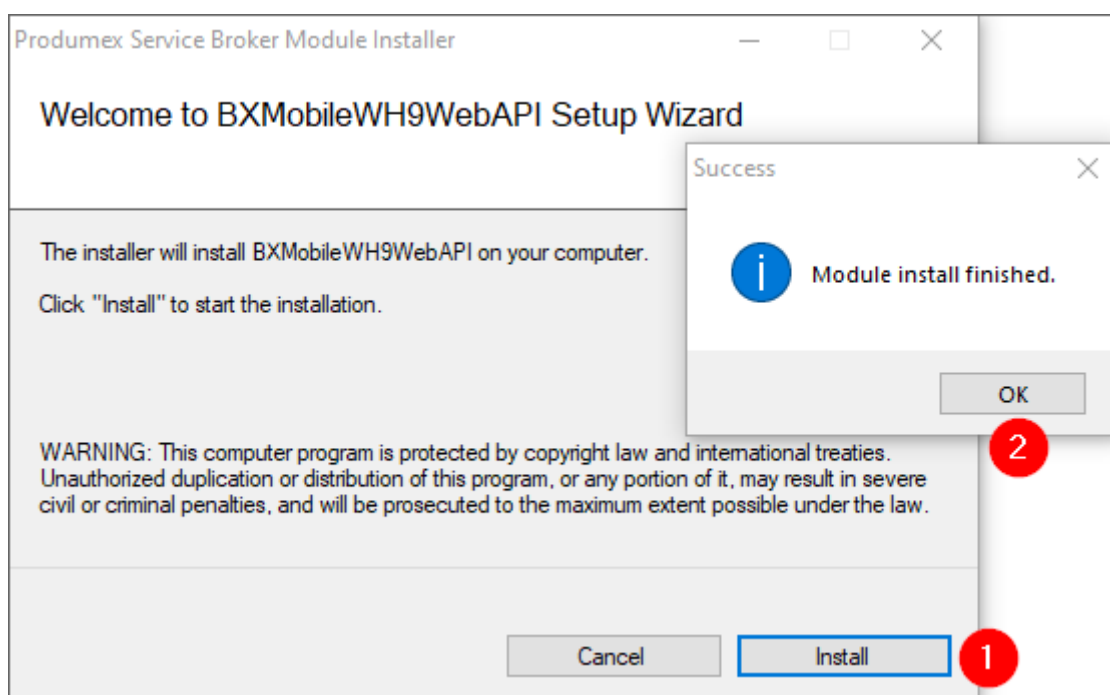 Produmex Service Broker Module Installer
Welcome to BXMobileWH9WebAPI Setup Wizard
Success
The installer will install BXMobileWH9WebAPI on your computer.
Click "Install" to start the installation.
Module install finished.
OK
2
WARNING: This computer program is protected by copyright law and international treaties.
Unauthorized duplication or distribution of this program, or any portion of it, may result in severe
civil or criminal penalties, and will be prosecuted to the maximum extent possible under the law.
Cancel
Install
1